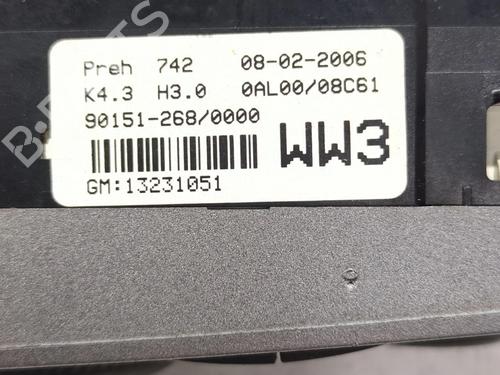 Preh 742 08-02-2006
K4.3 H3.0 0AL00/08C61
90151-268/0000
WW3
GM:13231051
B-PARTS